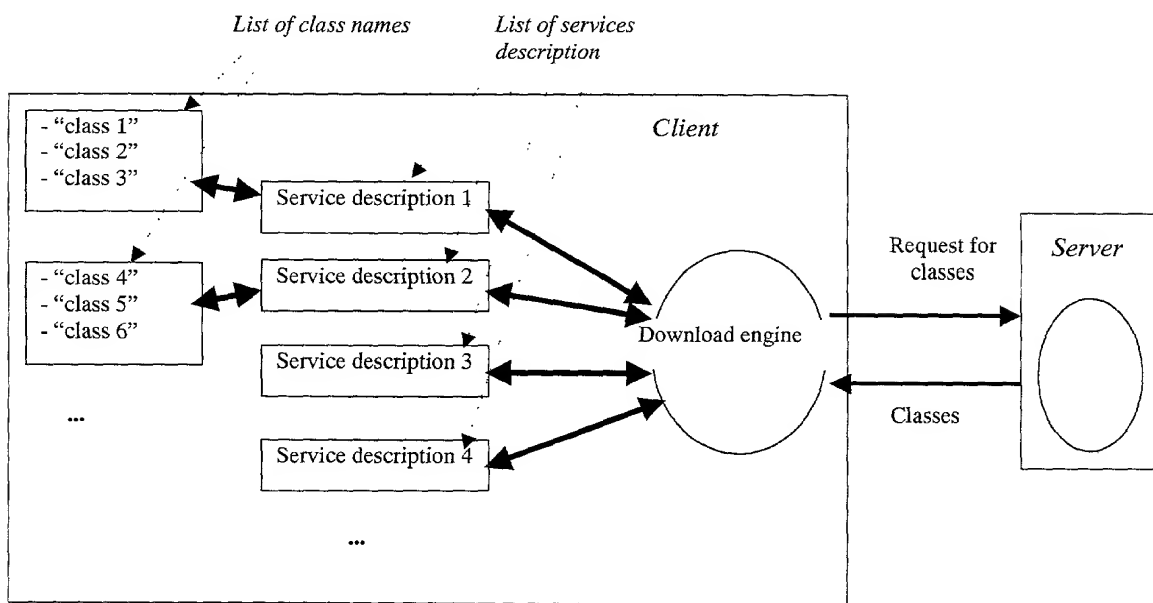 List of class names
List of services
description
Client
- “class 1”
- “class 2”
- “class 3”
Service description 1
- “class 4”
- “class 5”
- “class 6”
Service description 2
Service description 3
Service description 4
...
...
Download engine
Request for
classes
Classes
Server